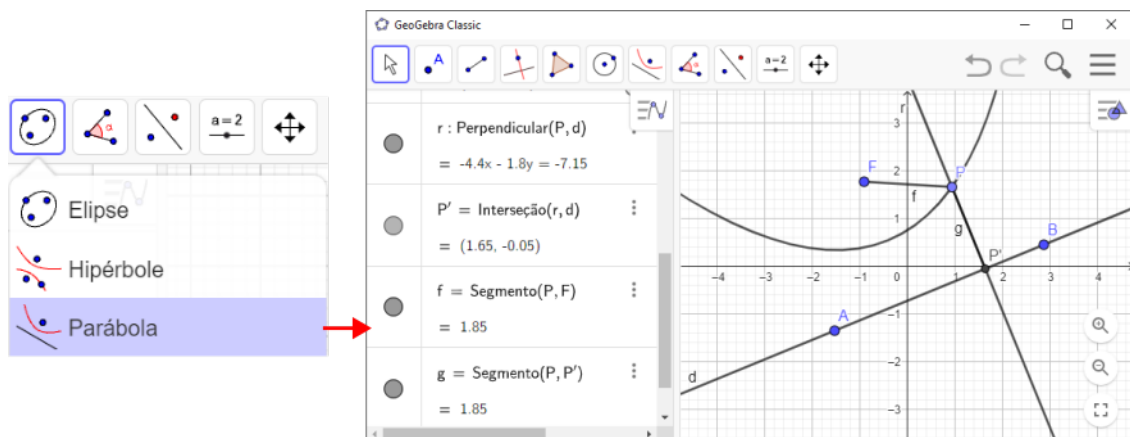 GeoGebra Classic
A
α
a=2
α
a=2
Elipse
Hipérbole
Parábola
r : Perpendicular(P, d)
= -4.4x - 1.8y = -7.15
P' = Interseção(r, d)
= (1.65, -0.05)
f = Segmento(P, F)
= 1.85
g = Segmento(P, P')
= 1.85
r
3
2
F
P
f
1
g
B
P'
−4
−3
−2
−1
0
1
2
3
4
−1
A
−2
d
−3